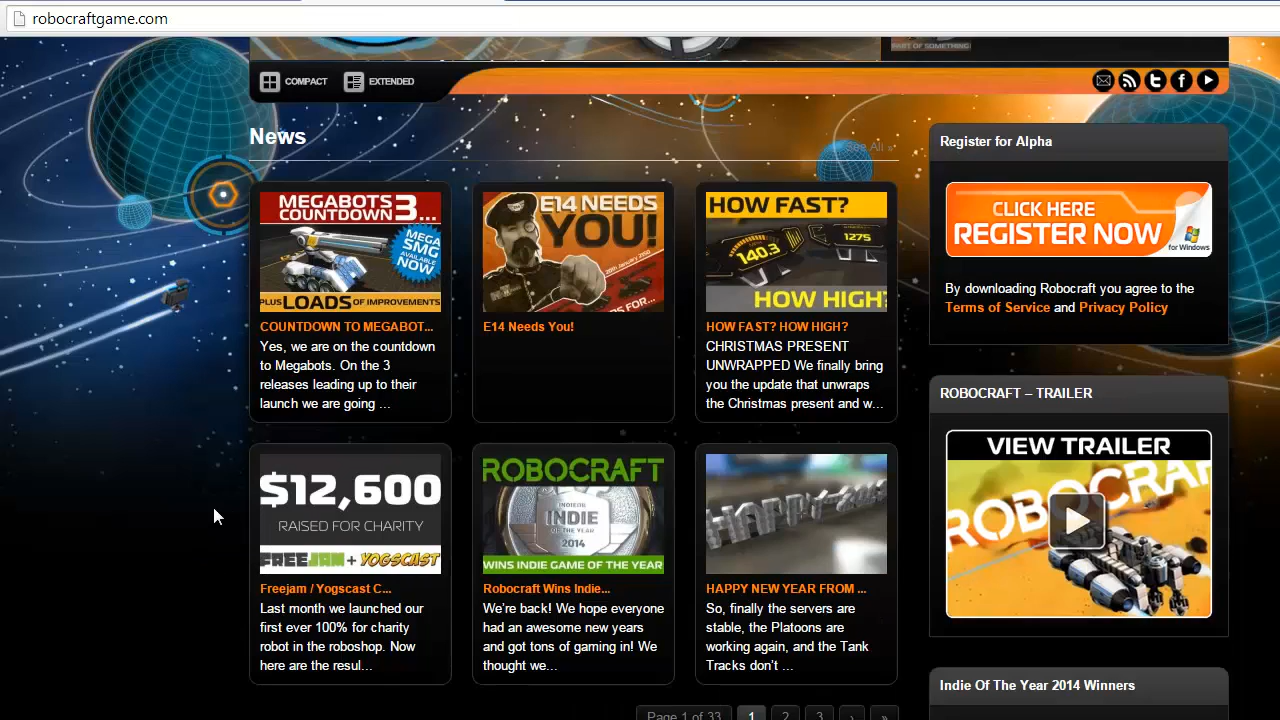 robocraftgame.com
PART OF SOMETHING
COMPACT
EXTENDED
News
See All »
MEGABOTS
COUNTDOWN 3...
MEGA
SMG
AVAILABLE
NOW
PLUS LOADS OF IMPROVEMENTS
COUNTDOWN TO MEGABOT...
Yes, we are on the countdown
to Megabots. On the 3
releases leading up to their
launch we are going ...
E14 NEEDS
YOU!
E14 Needs You!
HOW FAST?
140.3
1275
HOW HIGH?
HOW FAST? HOW HIGH?
CHRISTMAS PRESENT
UNWRAPPED We finally bring
you the update that unwraps
the Christmas present and w...
$12,600
RAISED FOR CHARITY
FREEJAM + YOGSCAST
Freejam / Yogscast C...
Last month we launched our
first ever 100% for charity
robot in the roboshop. Now
here are the resul...
ROBOCRAFT
INDIEDB
INDIE
OF THE YEAR
2014
WINS INDIE GAME OF THE YEAR
Robocraft Wins Indie...
We're back! We hope everyone
had an awesome new years
and got tons of gaming in! We
thought we...
HAPPY NEW YEAR FROM ...
So, finally the servers are
stable, the Platoons are
working again, and the Tank
Tracks don't ...
Page 1 of 33
1
2
3
›
»
Register for Alpha
CLICK HERE
REGISTER NOW
for Windows
By downloading Robocraft you agree to the
Terms of Service and Privacy Policy
ROBOCRAFT – TRAILER
VIEW TRAILER
ROBOCRAF
Indie Of The Year 2014 Winners